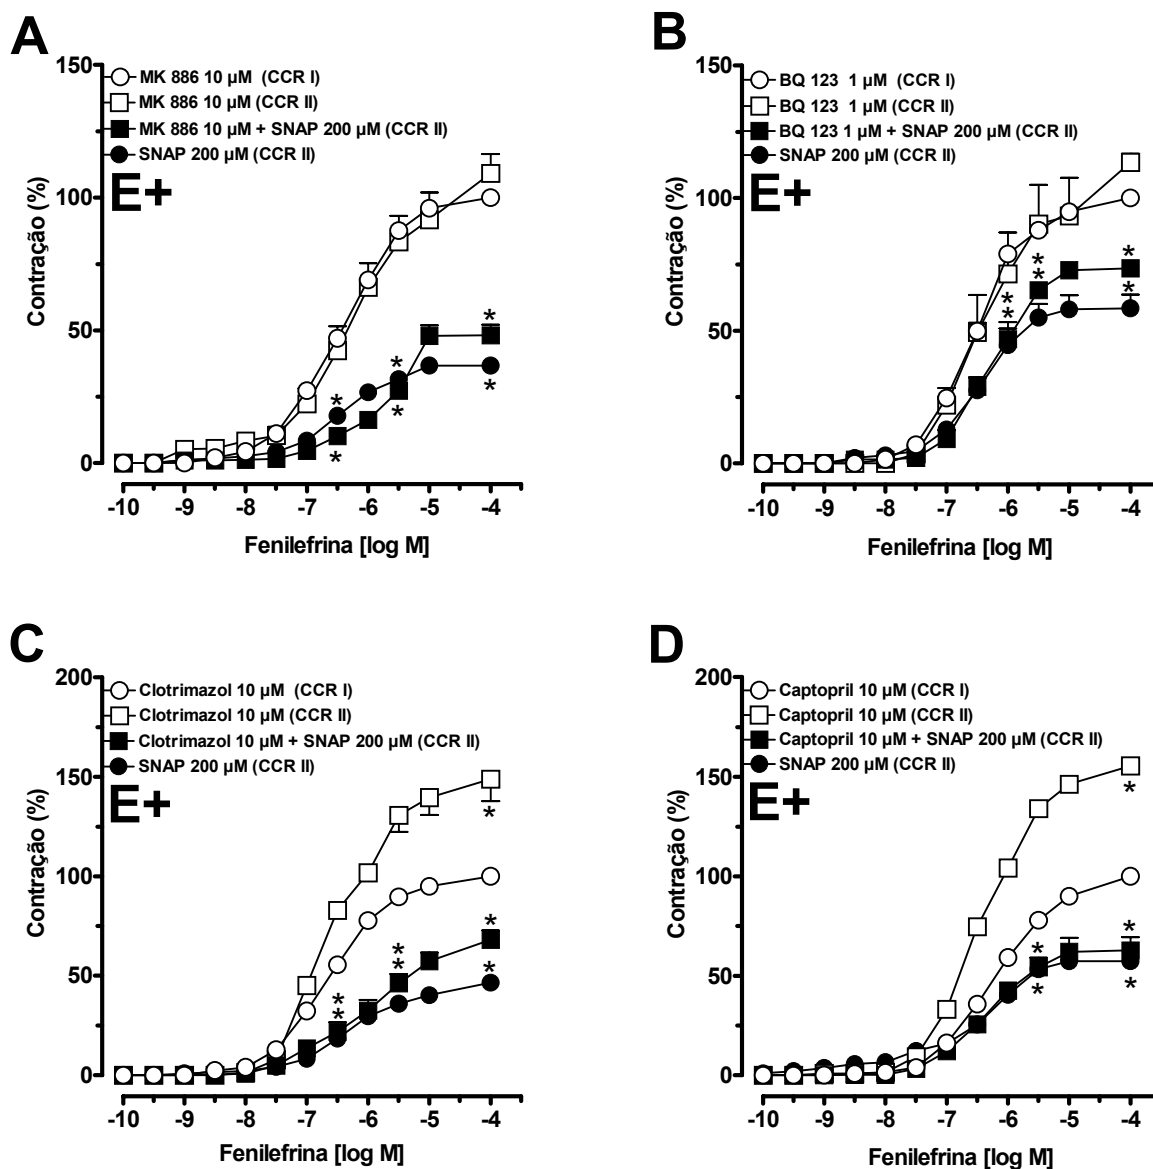 A
150
100
50
0
Contração (%)
MK 886 10 µM (CCR I)
MK 886 10 µM (CCR II)
MK 886 10 µM + SNAP 200 µM (CCR II)
SNAP 200 µM (CCR II)
E+
*
*
*
*
*
*
-10 -9 -8 -7 -6 -5 -4
Fenilefrina [log M]
B
150
100
50
0
Contração (%)
BQ 123 1 µM (CCR I)
BQ 123 1 µM (CCR II)
BQ 123 1 µM + SNAP 200 µM (CCR II)
SNAP 200 µM (CCR II)
E+
*
*
*
*
*
*
-10 -9 -8 -7 -6 -5 -4
Fenilefrina [log M]
C
200
150
100
50
0
Contração (%)
Clotrimazol 10 µM (CCR I)
Clotrimazol 10 µM (CCR II)
Clotrimazol 10 µM + SNAP 200 µM (CCR II)
SNAP 200 µM (CCR II)
E+
*
*
*
*
*
*
*
-10 -9 -8 -7 -6 -5 -4
Fenilefrina [log M]
D
200
150
100
50
0
Contração (%)
Captopril 10 µM (CCR I)
Captopril 10 µM (CCR II)
Captopril 10 µM + SNAP 200 µM (CCR II)
SNAP 200 µM (CCR II)
E+
*
*
*
*
*
-10 -9 -8 -7 -6 -5 -4
Fenilefrina [log M]